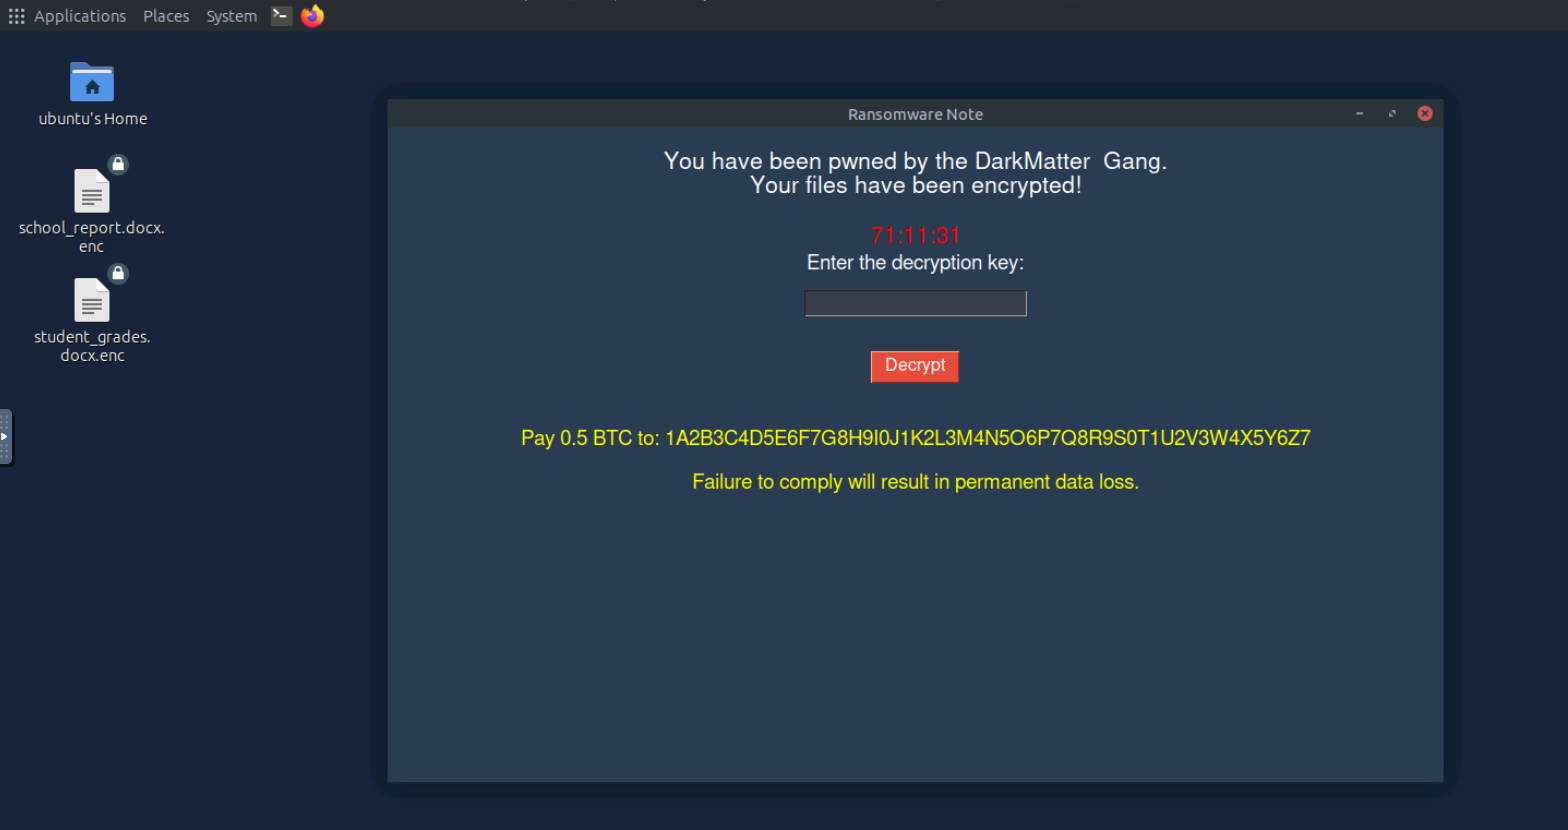 Applications Places System
ubuntu's Home
school_report.docx.
enc
student_grades.
docx.enc
Ransomware Note
You have been pwned by the DarkMatter  Gang.
Your files have been encrypted!
71:11:31
Enter the decryption key:
Decrypt
Pay 0.5 BTC to: 1A2B3C4D5E6F7G8H9I0J1K2L3M4N5O6P7Q8R9S0T1U2V3W4X5Y6Z7
Failure to comply will result in permanent data loss.